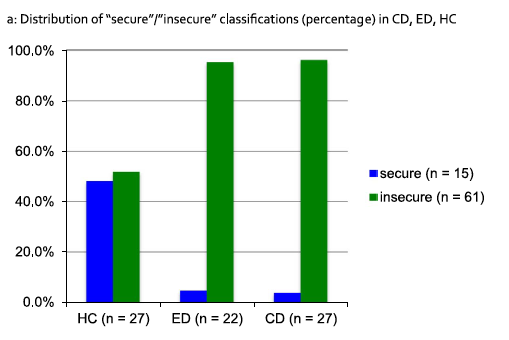 a: Distribution of "secure"/"insecure" classifications (percentage) in CD, ED, HC
100.0%
80.0%
60.0%
40,0%
20.0%
0.0%
HC (n = 27) ED (n = 22) CD (n = 27)
secure (n = 15)
insecure (n = 61)